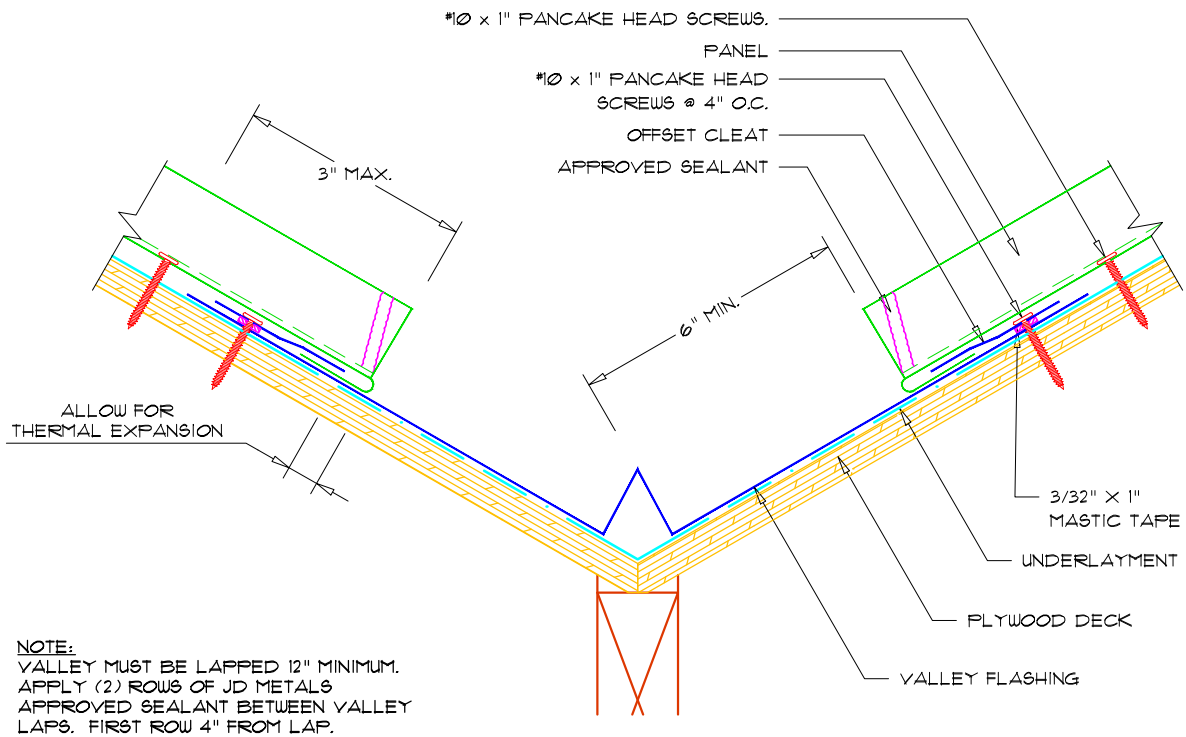 #10 x 1" PANCAKE HEAD SCREWS.
PANEL
#10 x 1" PANCAKE HEAD
SCREWS @ 4" O.C.
OFFSET CLEAT
APPROVED SEALANT
3" MAX.
6" MIN.
ALLOW FOR
THERMAL EXPANSION
3/32" X 1"
MASTIC TAPE
UNDERLAYMENT
PLYWOOD DECK
VALLEY FLASHING
NOTE:
VALLEY MUST BE LAPPED 12" MINIMUM.
APPLY (2) ROWS OF JD METALS
APPROVED SEALANT BETWEEN VALLEY
LAPS. FIRST ROW 4" FROM LAP.